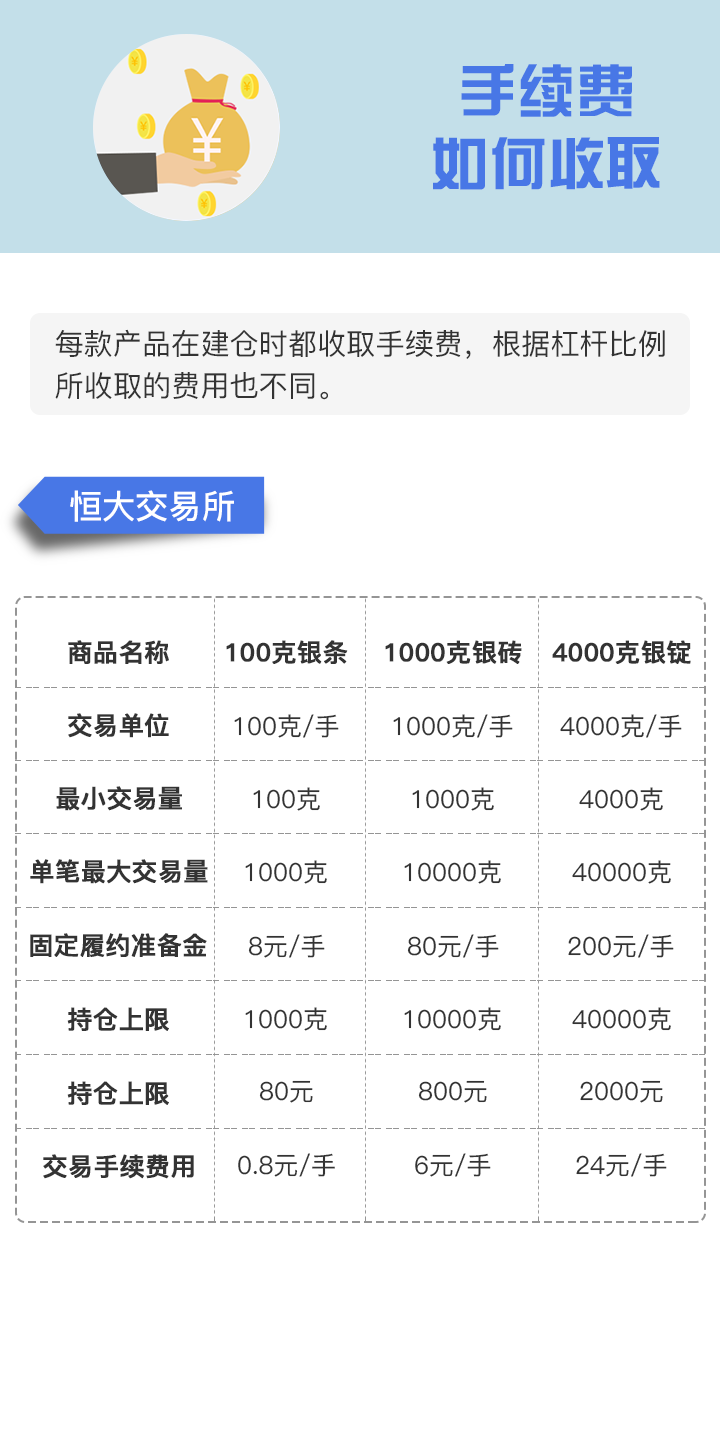 手续费
如何收取
每款产品在建仓时都收取手续费，根据杠杆比例
所收取的费用也不同。
恒大交易所
商品名称 100克银条 1000克银砖 4000克银锭
交易单位 100克/手 1000克/手 4000克/手
最小交易量 100克 1000克 4000克
单笔最大交易量 1000克 10000克 40000克
固定履约准备金 8元/手 80元/手 200元/手
持仓上限 1000克 10000克 40000克
持仓上限 80元 800元 2000元
交易手续费用 0.8元/手 6元/手 24元/手